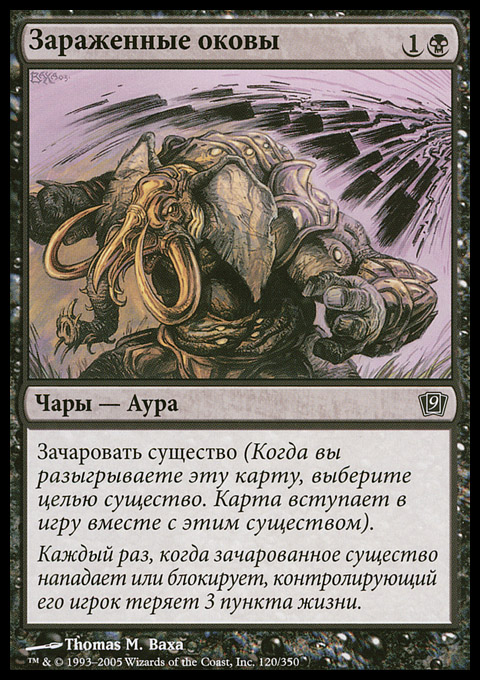 Зараженные оковы 1
Чары — Аура 9
Зачаровать существо (Когда вы
разыгрываете эту карту, выберите
целью существо. Карта вступает в
игру вместе с этим существом).
Каждый раз, когда зачарованное существо
нападает или блокирует, контролирующий
его игрок теряет 3 пункта жизни.
Thomas M. Baxa
™ & © 1993–2005 Wizards of the Coast, Inc. 120/350